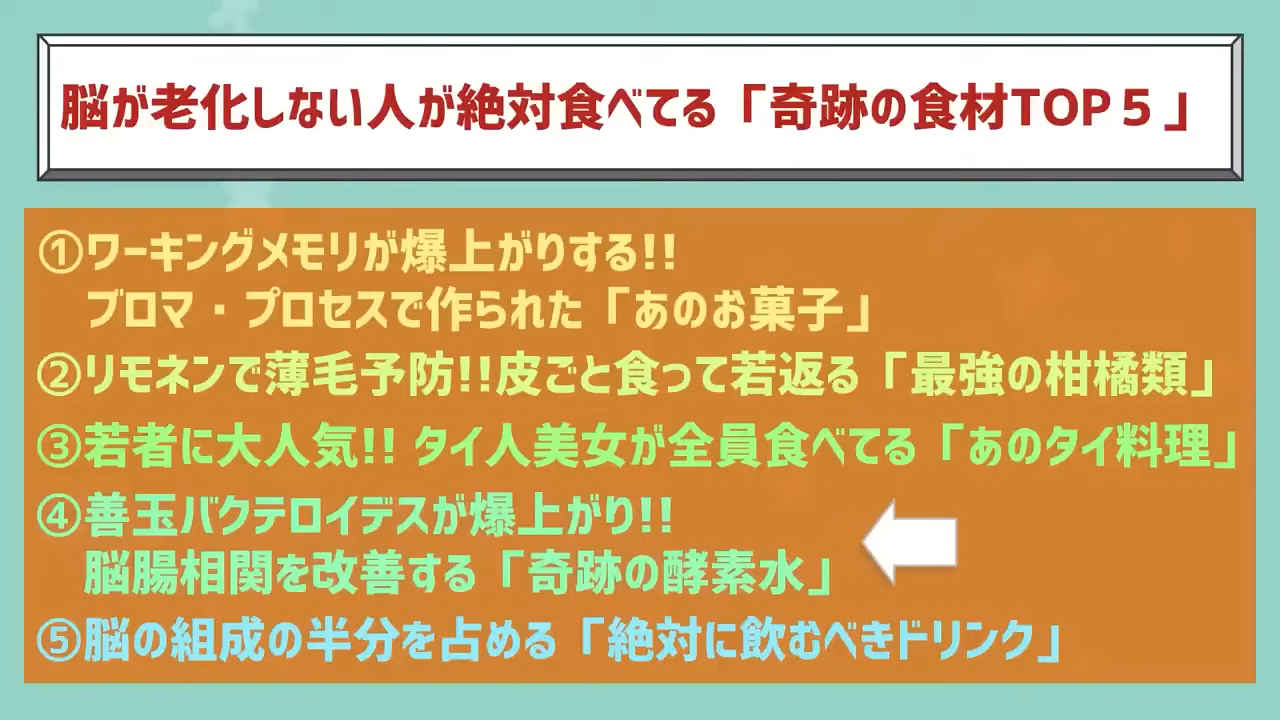 脳が老化しない人が絶対食べてる「奇跡の食材TOP５」
①ワーキングメモリが爆上がりする!!
ブロマ・プロセスで作られた「あのお菓子」
②リモネンで薄毛予防!!皮ごと食って若返る「最強の柑橘類」
③若者に大人気!! タイ人美女が全員食べてる「あのタイ料理」
④善玉バクテロイデスが爆上がり!!
脳腸相関を改善する「奇跡の酵素水」
⑤脳の組成の半分を占める「絶対に飲むべきドリンク」